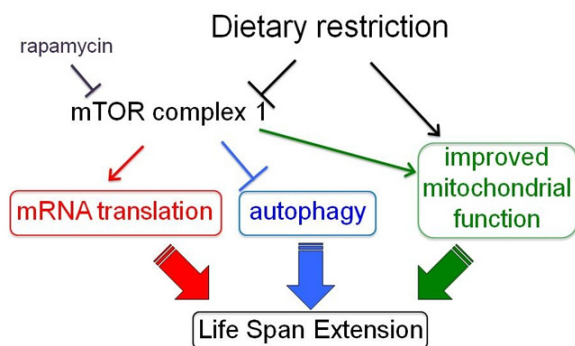 Dietary restriction
rapamycin
mTOR complex 1
improved
mitochondrial
function
mRNA translation
autophagy
Life Span Extension